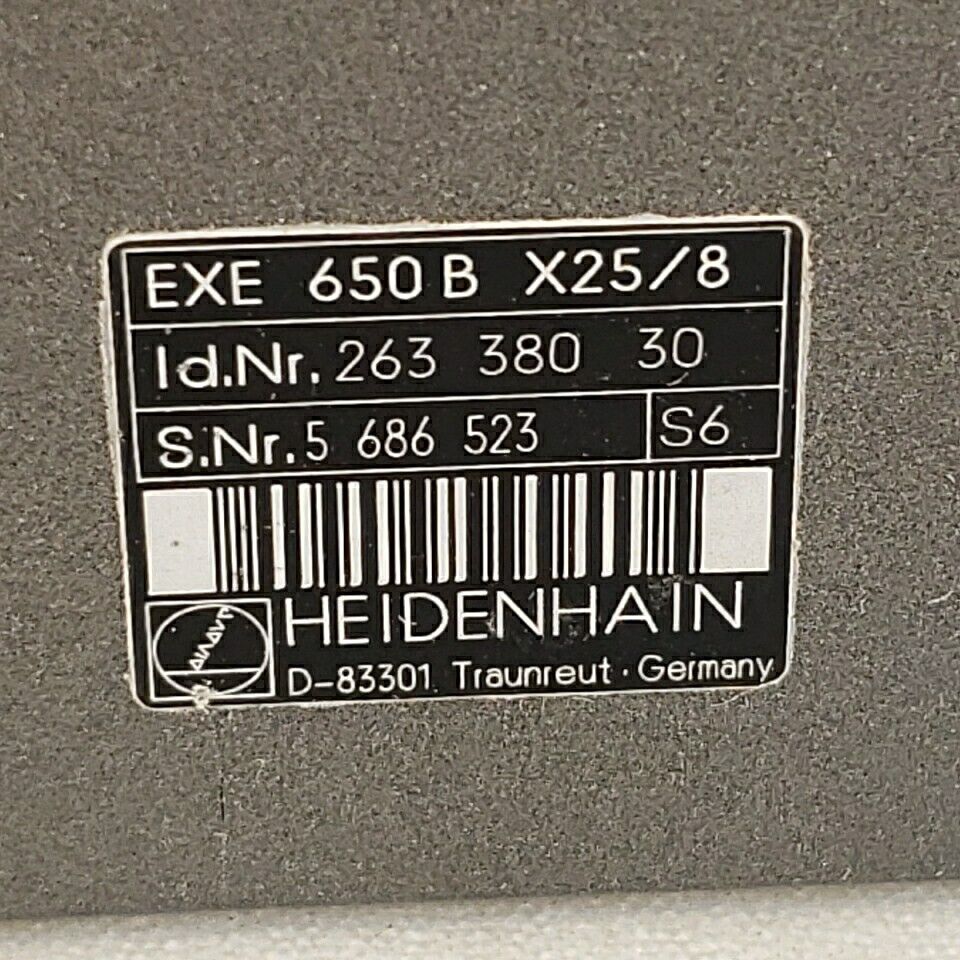 EXE 650 B X25/8
Id.Nr. 263 380 30
S.Nr. 5 686 523 S6
HEIDENHAIN
D-83301 Traunreut · Germany